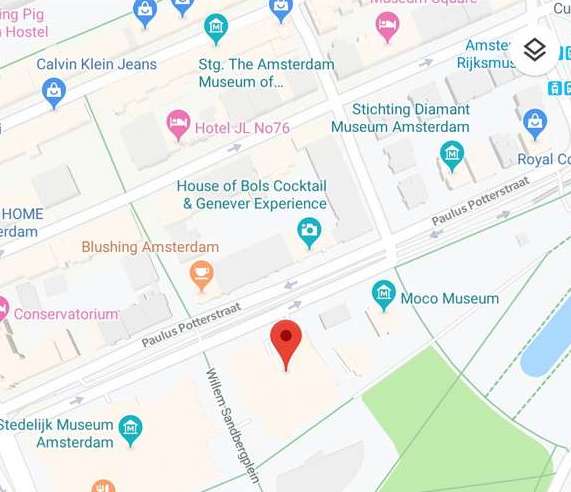 ing Pig
Hostel
Museum Square
Cu
Calvin Klein Jeans
Stg. The Amsterdam
Museum of...
Amste
Rijksmus
Stichting Diamant
Museum Amsterdam
Hotel JL No76
Royal Co
House of Bols Cocktail
& Genever Experience
Paulus Potterstraat
HOME
erdam
Blushing Amsterdam
Conservatorium
Moco Museum
Paulus Potterstraat
Willem Sandbergplein
Stedelijk Museum
Amsterdam